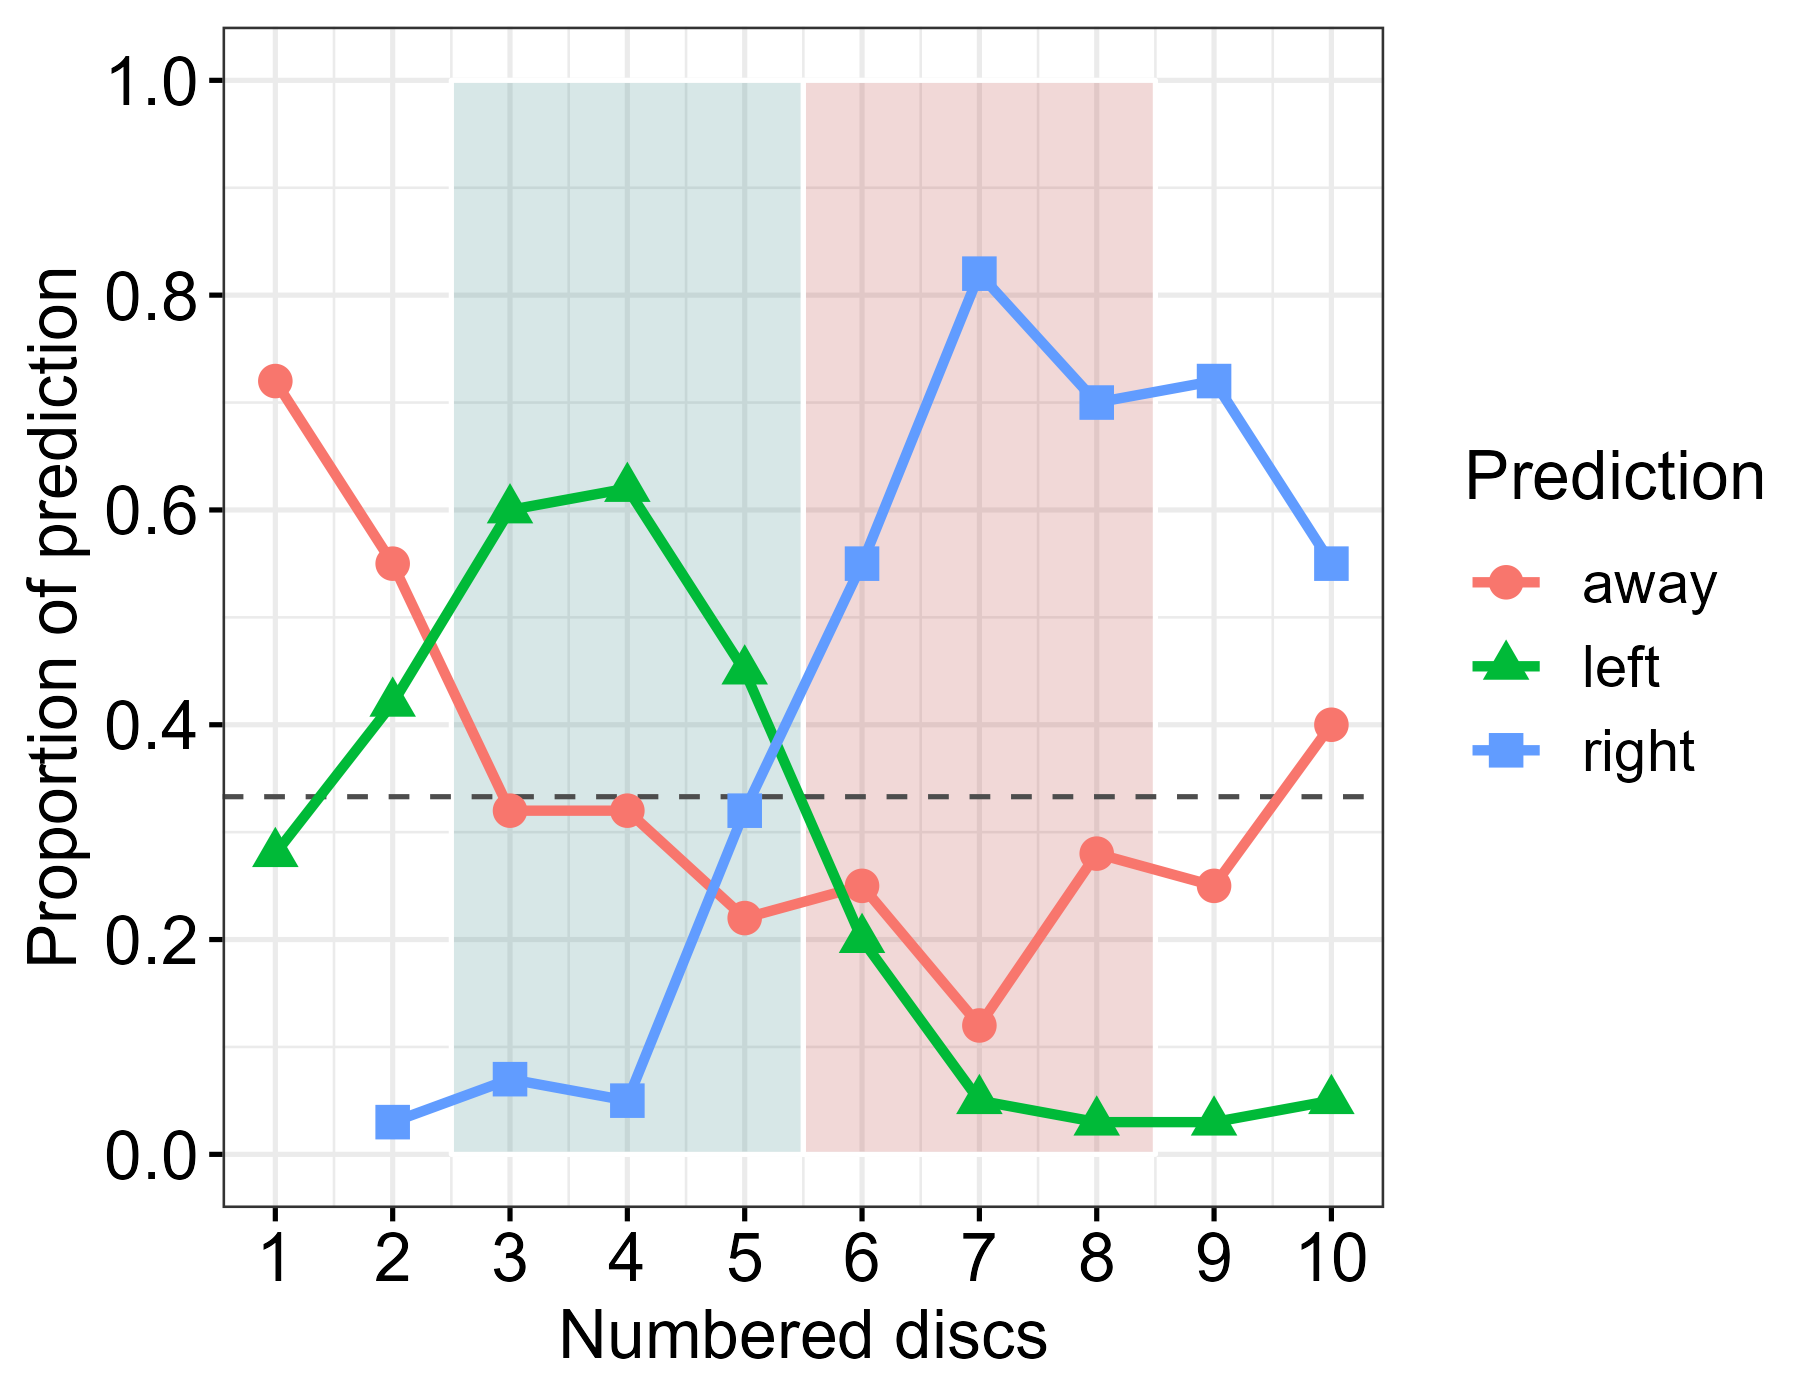 Proportion of prediction
1.0
0.8
0.6
0.4
0.2
0.0
1 2 3 4 5 6 7 8 9 10
Numbered discs
Prediction
away
left
right